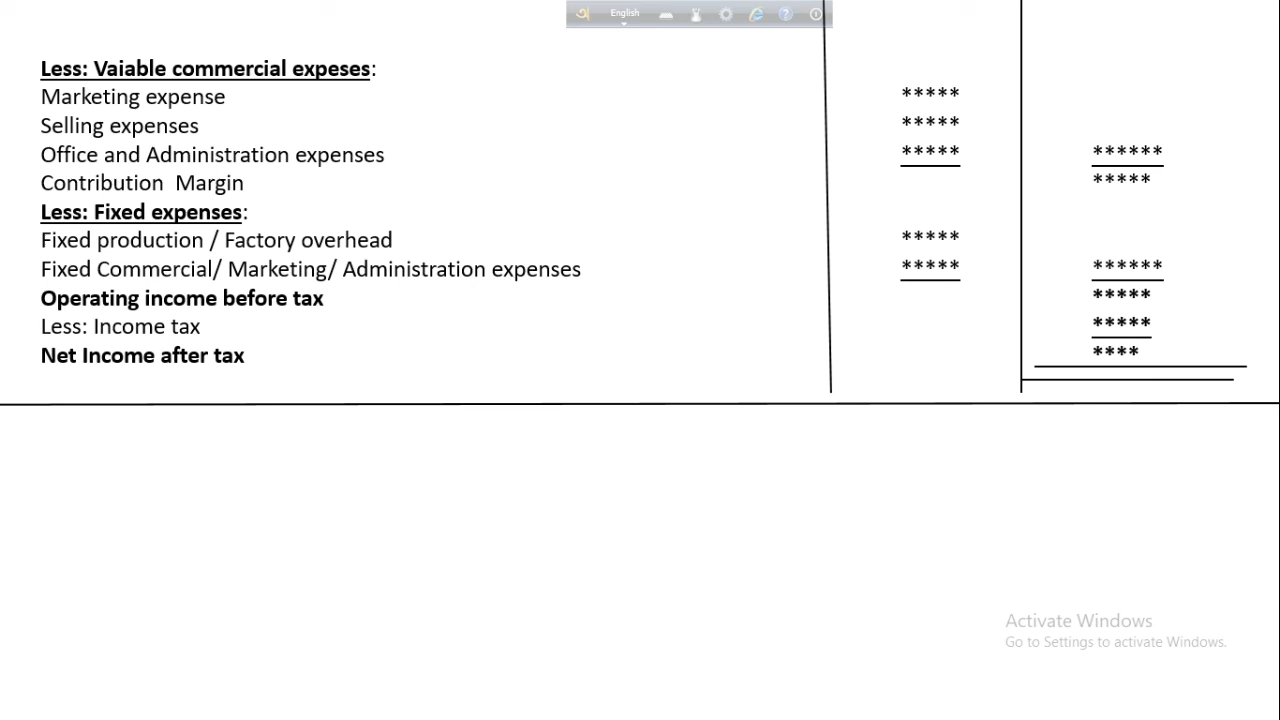 অ English
Less: Vaiable commercial expeses:
Marketing expense *****
Selling expenses *****
Office and Administration expenses ***** ******
Contribution Margin *****
Less: Fixed expenses:
Fixed production / Factory overhead *****
Fixed Commercial/ Marketing/ Administration expenses ***** ******
Operating income before tax *****
Less: Income tax *****
Net Income after tax ****
Activate Windows
Go to Settings to activate Windows.